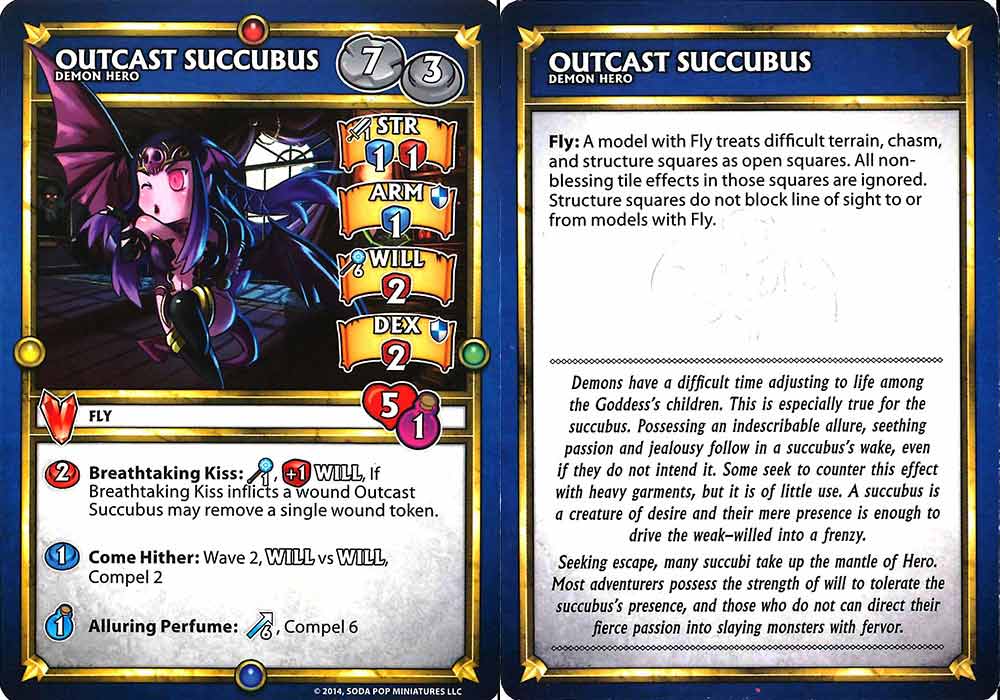 OUTCAST SUCCUBUS
DEMON HERO
7
3
STR
1
1 1
ARM
1
WILL
6
2
DEX
2
FLY
5
1
2 Breathtaking Kiss: 1, +1 WILL, If
Breathtaking Kiss inflicts a wound Outcast
Succubus may remove a single wound token.
1 Come Hither: Wave 2, WILL vs WILL,
Compel 2
1 Alluring Perfume: 6, Compel 6
© 2014, SODA POP MINIATURES LLC
OUTCAST SUCCUBUS
DEMON HERO
Fly: A model with Fly treats difficult terrain, chasm,
and structure squares as open squares. All non-
blessing tile effects in those squares are ignored.
Structure squares do not block line of sight to or
from models with Fly.
Demons have a difficult time adjusting to life among
the Goddess's children. This is especially true for the
succubus. Possessing an indescribable allure, seething
passion and jealousy follow in a succubus's wake, even
if they do not intend it. Some seek to counter this effect
with heavy garments, but it is of little use. A succubus is
a creature of desire and their mere presence is enough to
drive the weak-willed into a frenzy.
Seeking escape, many succubi take up the mantle of Hero.
Most adventurers possess the strength of will to tolerate the
succubus's presence, and those who do not can direct their
fierce passion into slaying monsters with fervor.